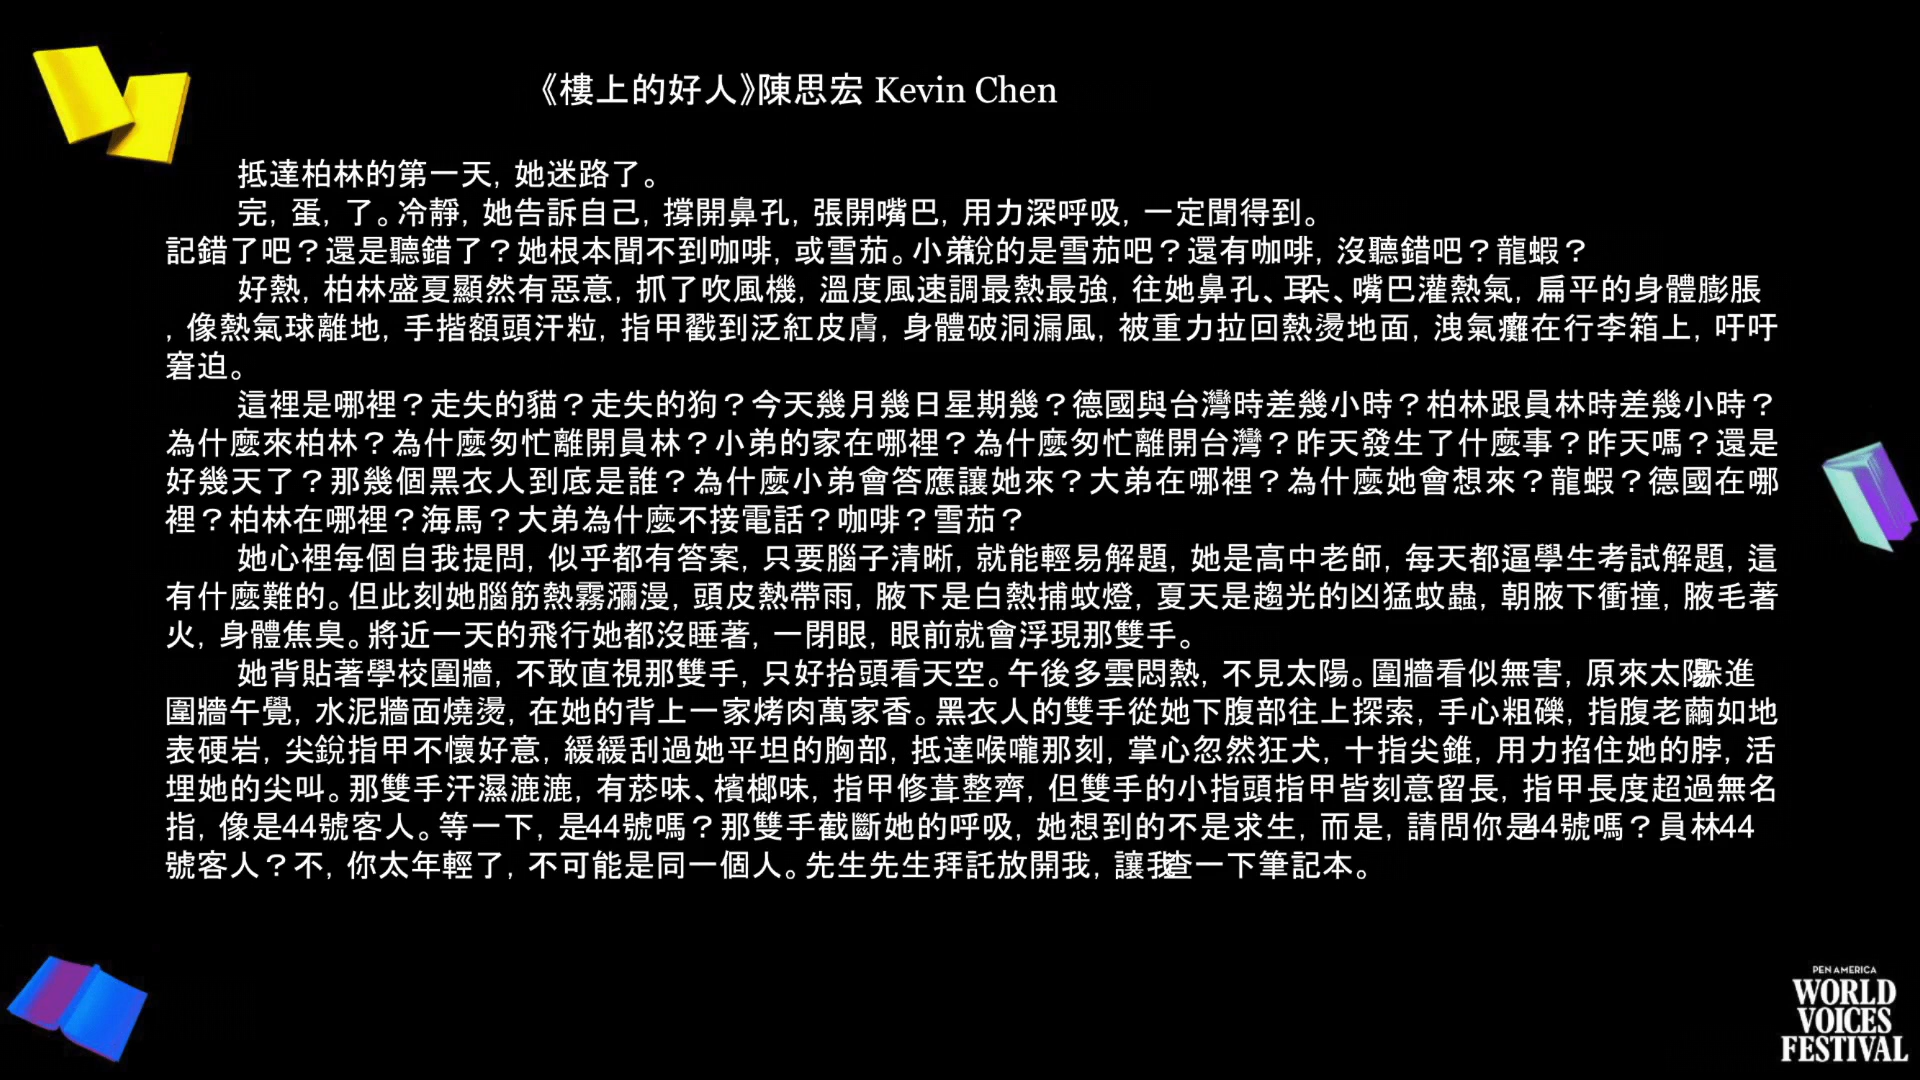 《樓上的好人》陳思宏 Kevin Chen
抵達柏林的第一天，她迷路了。
完，蛋，了。冷靜，她告訴自己，撐開鼻孔，張開嘴巴，用力深呼吸，一定聞得到。
記錯了吧？還是聽錯了？她根本聞不到咖啡，或雪茄。小弟說的是雪茄吧？還有咖啡，沒聽錯吧？龍蝦？
好熱，柏林盛夏顯然有惡意，抓了吹風機，溫度風速調最熱最強，往她鼻孔、耳朵、嘴巴灌熱氣，扁平的身體膨脹
，像熱氣球離地，手揩額頭汗粒，指甲戳到泛紅皮膚，身體破洞漏風，被重力拉回熱燙地面，洩氣癱在行李箱上，吁吁
窘迫。
這裡是哪裡？走失的貓？走失的狗？今天幾月幾日星期幾？德國與台灣時差幾小時？柏林跟員林時差幾小時？
為什麼來柏林？為什麼匆忙離開員林？小弟的家在哪裡？為什麼匆忙離開台灣？昨天發生了什麼事？昨天嗎？還是
好幾天了？那幾個黑衣人到底是誰？為什麼小弟會答應讓她來？大弟在哪裡？為什麼她會想來？龍蝦？德國在哪
裡？柏林在哪裡？海馬？大弟為什麼不接電話？咖啡？雪茄？
她心裡每個自我提問，似乎都有答案，只要腦子清晰，就能輕易解題，她是高中老師，每天都逼學生考試解題，這
有什麼難的。但此刻她腦筋熱霧瀰漫，頭皮熱帶雨，腋下是白熱捕蚊燈，夏天是趨光的凶猛蚊蟲，朝腋下衝撞，腋毛著
火，身體焦臭。將近一天的飛行她都沒睡著，一閉眼，眼前就會浮現那雙手。
她背貼著學校圍牆，不敢直視那雙手，只好抬頭看天空。午後多雲悶熱，不見太陽。圍牆看似無害，原來太陽躲進
圍牆午覺，水泥牆面燒燙，在她的背上一家烤肉萬家香。黑衣人的雙手從她下腹部往上探索，手心粗礫，指腹老繭如地
表硬岩，尖銳指甲不懷好意，緩緩刮過她平坦的胸部，抵達喉嚨那刻，掌心忽然狂犬，十指尖錐，用力掐住她的脖，活
埋她的尖叫。那雙手汗濕漉漉，有菸味、檳榔味，指甲修葺整齊，但雙手的小指頭指甲皆刻意留長，指甲長度超過無名
指，像是44號客人。等一下，是44號嗎？那雙手截斷她的呼吸，她想到的不是求生，而是，請問你是44號嗎？員林44
號客人？不，你太年輕了，不可能是同一個人。先生先生拜託放開我，讓我查一下筆記本。
PEN AMERICA
WORLD
VOICES
FESTIVAL